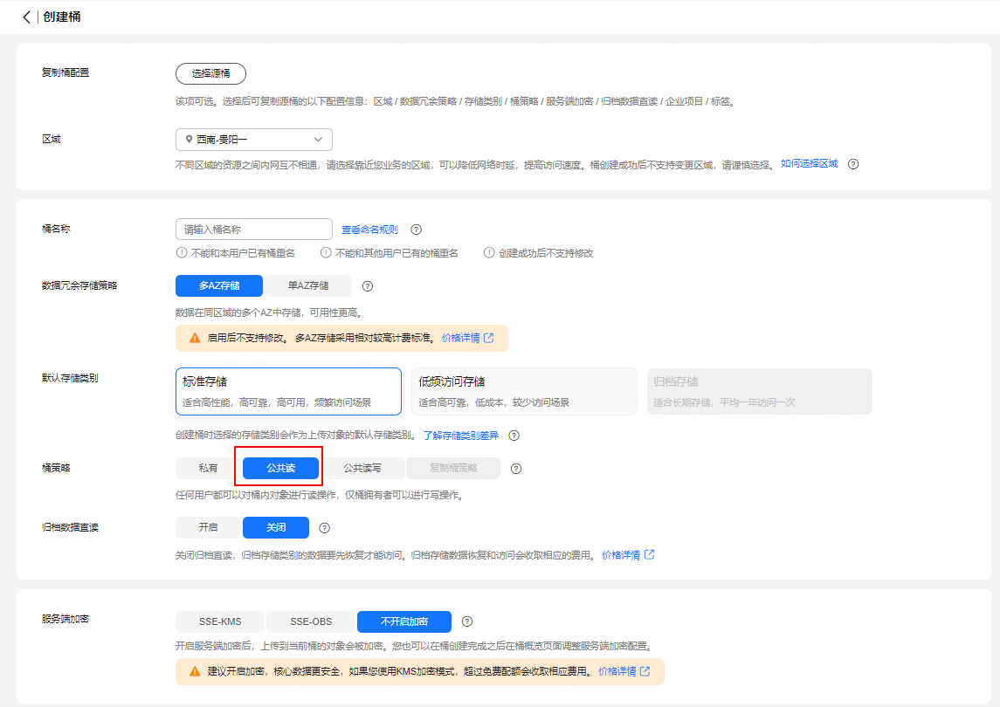 创建桶
复制桶配置
选择源桶
该项可选。选择后可复制源桶的以下配置信息：区域 / 数据冗余策略 / 存储类别 / 桶策略 / 服务端加密 / 归档数据直读 / 企业项目 / 标签。
区域
西南-贵阳一
不同区域的资源之间内网互不相通，请选择靠近您业务的区域，可以降低网络时延，提高访问速度。桶创建成功后不支持变更区域，请谨慎选择。 如何选择区域
桶名称
请输入桶名称 查看命名规则
不能和本用户已有桶重名 不能和其他用户已有的桶重名 创建成功后不支持修改
数据冗余存储策略
多AZ存储 单AZ存储
数据在同区域的多个AZ中存储，可用性更高。
启用后不支持修改。 多AZ存储采用相对较高计费标准。 价格详情
默认存储类别
标准存储 低频访问存储 归档存储
适合高性能，高可靠，高可用，频繁访问场景 适合高可靠，低成本，较少访问场景 适合长期存储，平均一年访问一次
创建桶时选择的存储类别会作为上传对象的默认存储类别。 了解存储类别差异
桶策略
私有 公共读 公共读写 复制桶策略
任何用户都可以对桶内对象进行读操作，仅桶拥有者可以进行写操作。
归档数据直读
开启 关闭
关闭归档直读，归档存储类别的数据要先恢复才能访问。归档存储数据恢复和访问会收取相应的费用。 价格详情
服务端加密
SSE-KMS SSE-OBS 不开启加密
开启服务端加密后，上传到当前桶的对象会被加密。您也可以在桶创建完成之后在桶概览页面调整服务端加密配置。
建议开启加密，核心数据更安全，如果您使用KMS加密模式，超过免费配额会收取相应费用。 价格详情